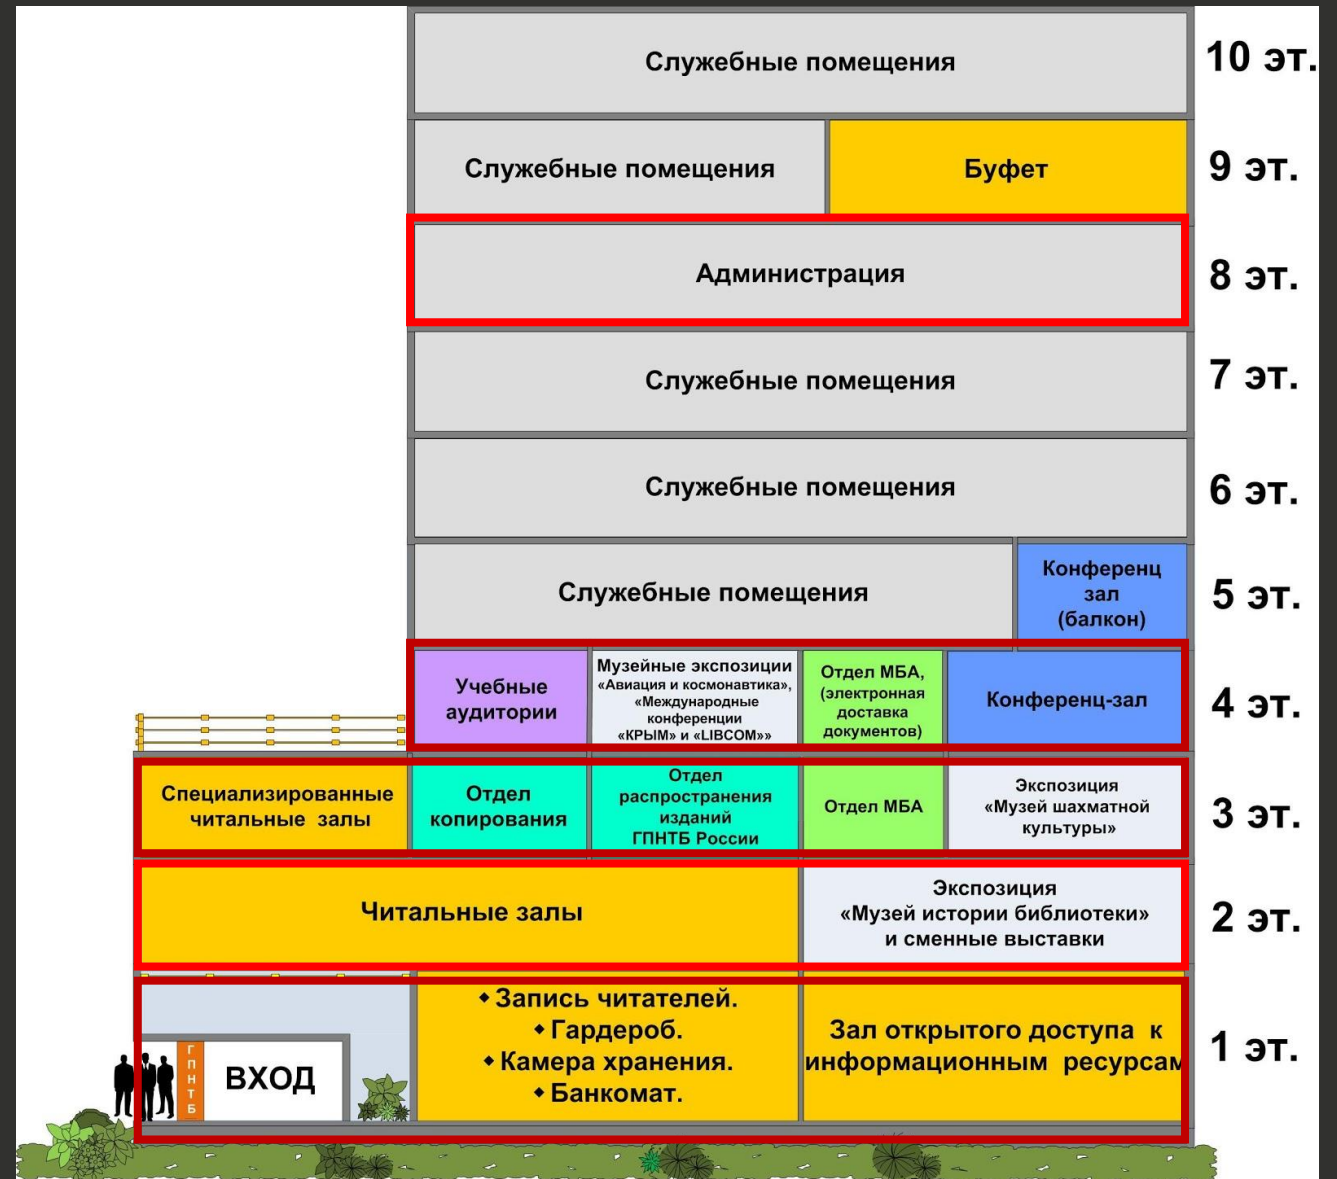 Служебные помещения
10 эт.
Служебные помещения
Буфет
9 эт.
Администрация
8 эт.
Служебные помещения
7 эт.
Служебные помещения
6 эт.
Служебные помещения
Конференц
зал
(балкон)
5 эт.
Учебные
аудитории
Музейные экспозиции
«Авиация и космонавтика»,
«Международные
конференции
«КРЫМ» и «LIBCOM»»
Отдел МБА,
(электронная
доставка
документов)
Конференц-зал
4 эт.
Специализированные
читальные залы
Отдел
копирования
Отдел
распространения
изданий
ГПНТБ России
Отдел МБА
Экспозиция
«Музей шахматной
культуры»
3 эт.
Читальные залы
Экспозиция
«Музей истории библиотеки»
и сменные выставки
2 эт.
ГПНТБ
ВХОД
◆ Запись читателей.
◆ Гардероб.
◆ Камера хранения.
◆ Банкомат.
Зал открытого доступа к
информационным ресурсам
1 эт.